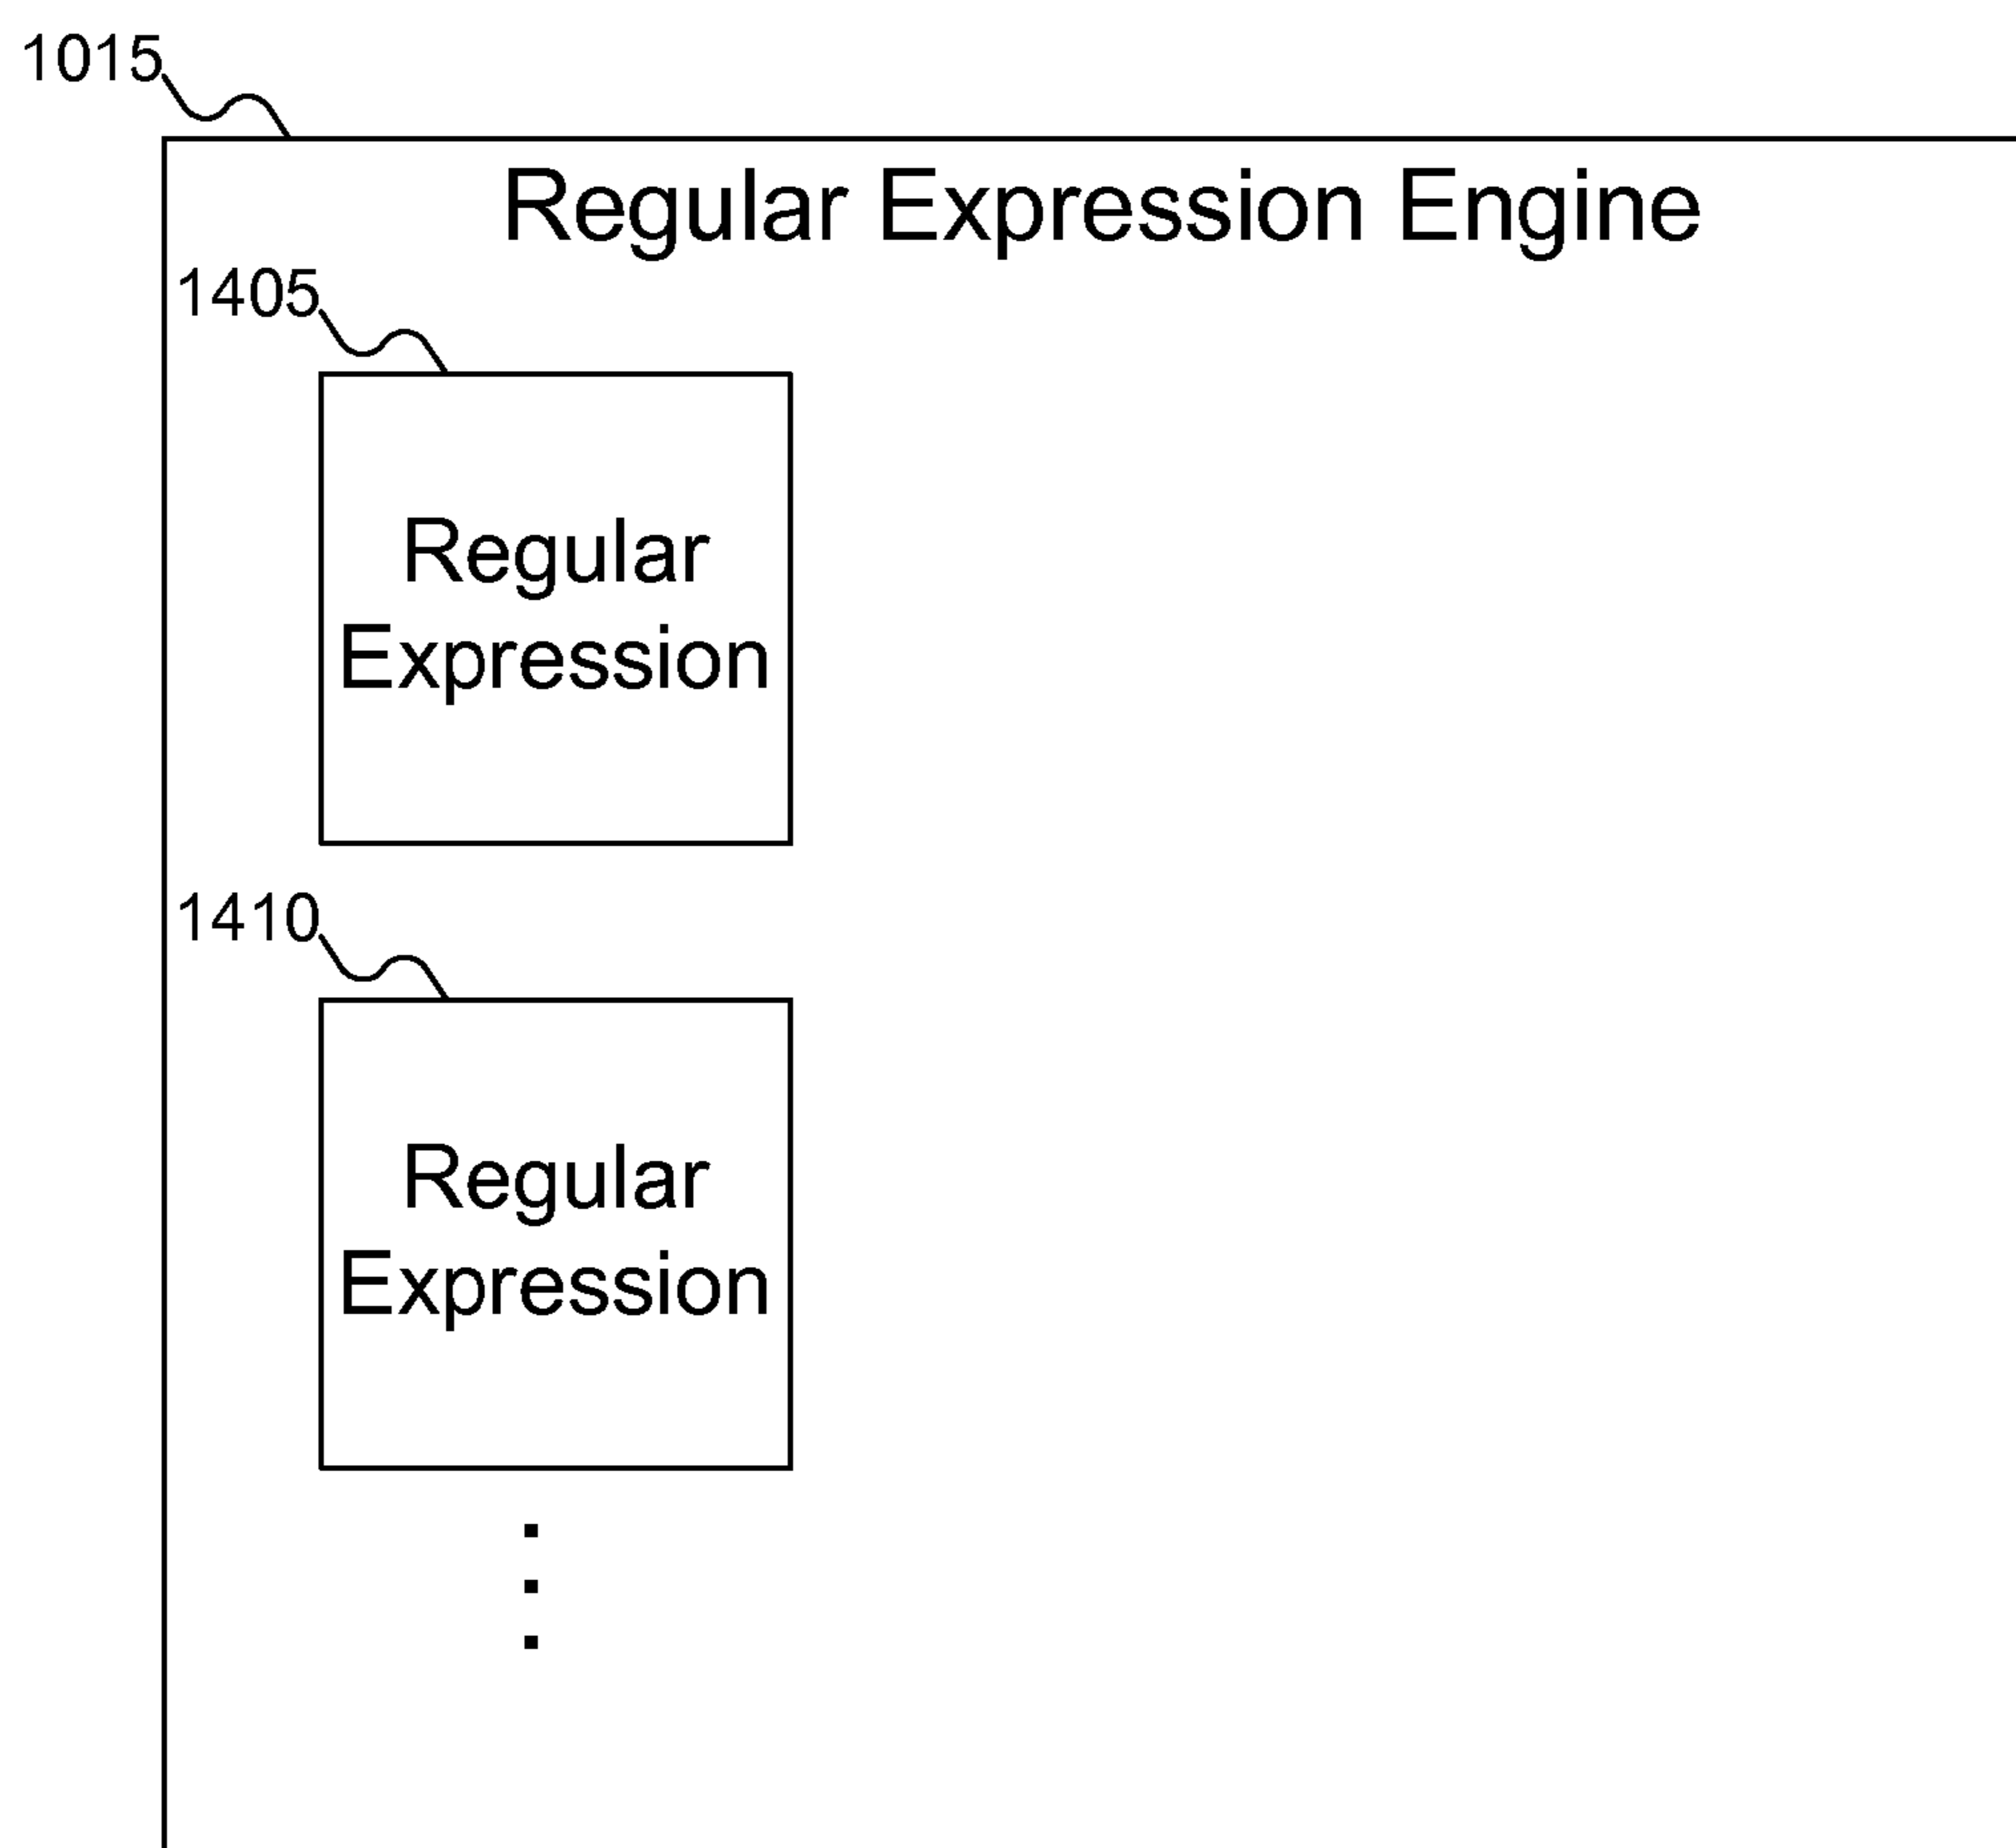 1015
Regular Expression Engine
1405
Regular
Expression
1410
Regular
Expression